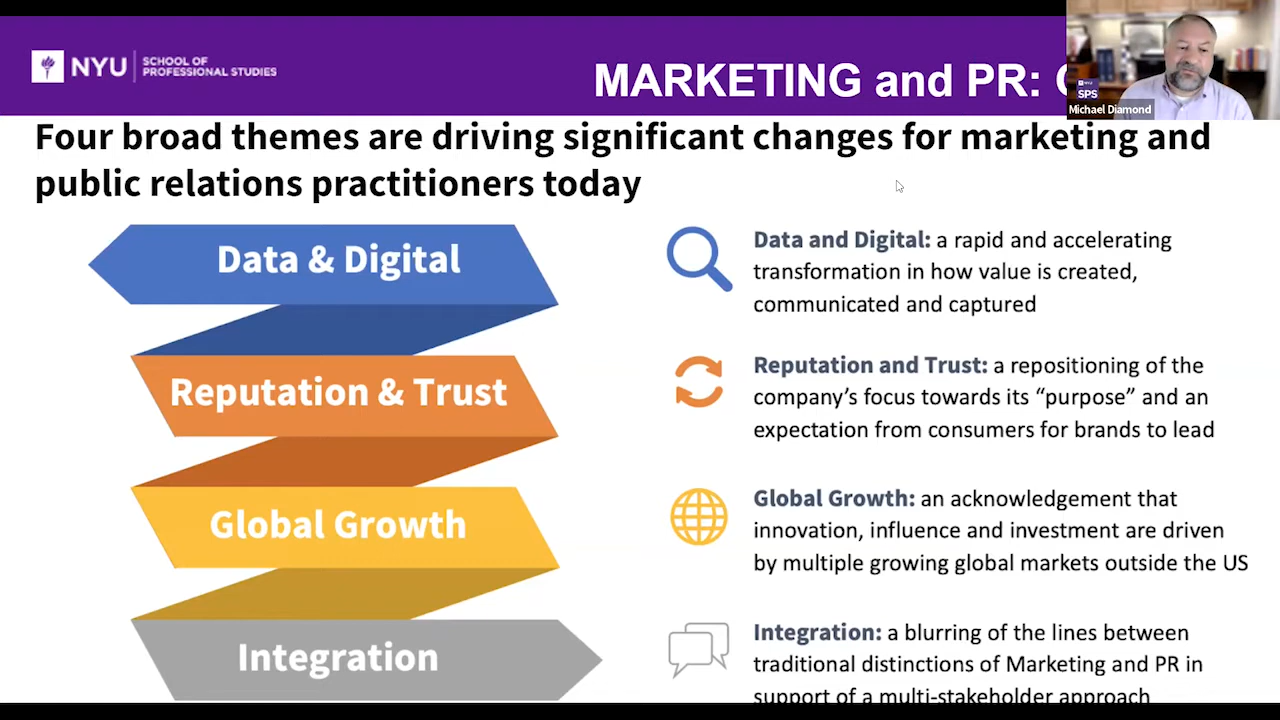 NYU
SCHOOL OF
PROFESSIONAL STUDIES
MARKETING and PR:
SPS
Michael Diamond
Four broad themes are driving significant changes for marketing and
public relations practitioners today
Data & Digital
Reputation & Trust
Global Growth
Integration
Data and Digital: a rapid and accelerating
transformation in how value is created,
communicated and captured
Reputation and Trust: a repositioning of the
company’s focus towards its “purpose” and an
expectation from consumers for brands to lead
Global Growth: an acknowledgement that
innovation, influence and investment are driven
by multiple growing global markets outside the US
Integration: a blurring of the lines between
traditional distinctions of Marketing and PR in
support of a multi-stakeholder approach